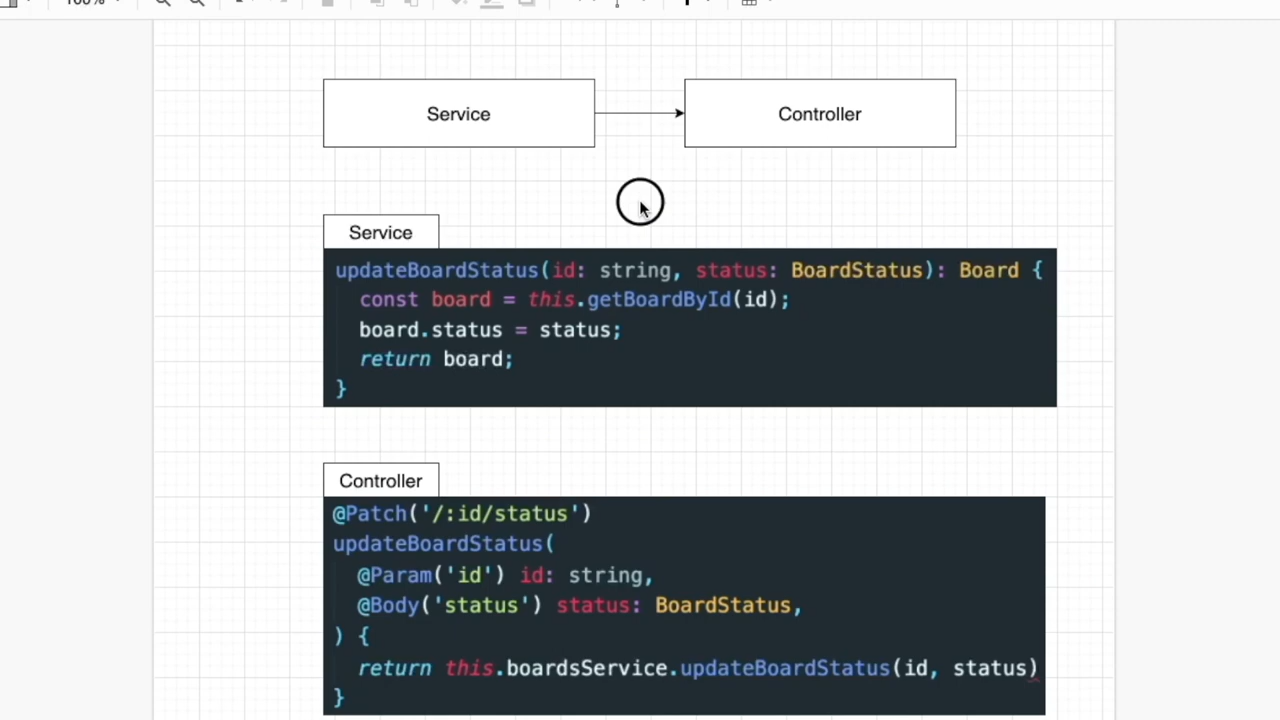 Service
Controller
Service
updateBoardStatus(id: string, status: BoardStatus): Board {
const board = this.getBoardById(id);
board.status = status;
return board;
}
Controller
@Patch('/:id/status')
updateBoardStatus(
@Param('id') id: string,
@Body('status') status: BoardStatus,
) {
return this.boardsService.updateBoardStatus(id, status)
}